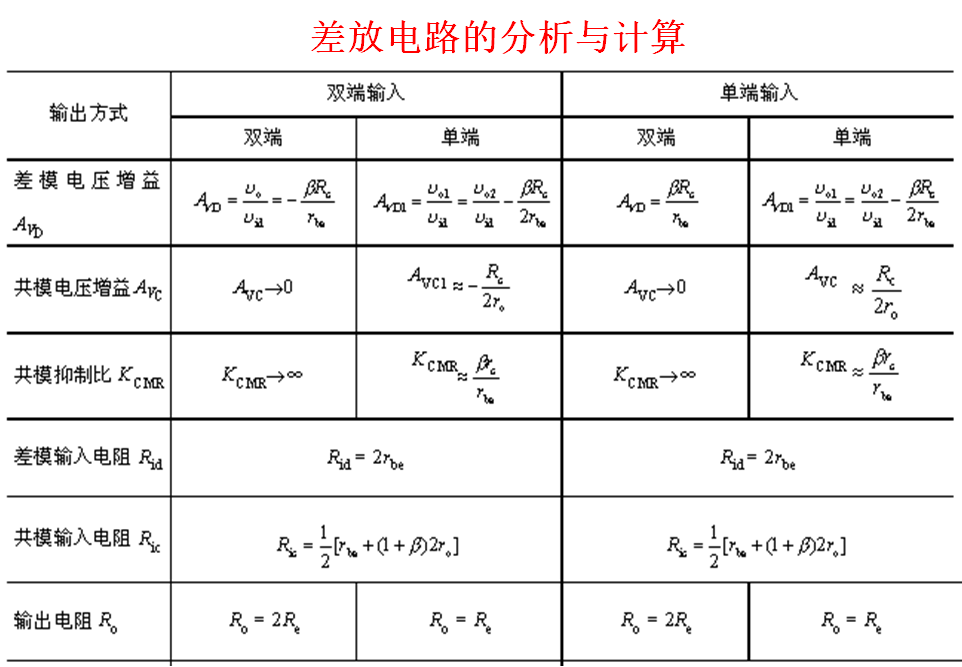 差放电路的分析与计算
输出方式 双端输入 单端输入
双端 单端 双端 单端
差模电压增益 A_VD A_VD = υ_o/υ_id = -βR_c/r_be A_VD1 = υ_o1/υ_id = υ_o2/υ_id - βR_c/2r_be A_VD = βR_c/r_be A_VD1 = υ_o1/υ_id = υ_o2/υ_id - βR_c/2r_be
共模电压增益A_VC A_VC→0 A_VC1 ≈ -R_c/2r_o A_VC→0 A_VC ≈ R_c/2r_o
共模抑制比 K_CMR K_CMR→∞ K_CMR ≈ βr_c/r_be K_CMR→∞ K_CMR ≈ βr_c/r_be
差模输入电阻 R_id R_id = 2r_be R_id = 2r_be
共模输入电阻 R_ic R_ic = 1/2[r_be + (1 + β)2r_o] R_ic = 1/2[r_be + (1 + β)2r_o]
输出电阻 R_o R_o = 2R_e R_o = R_e R_o = 2R_e R_o = R_e